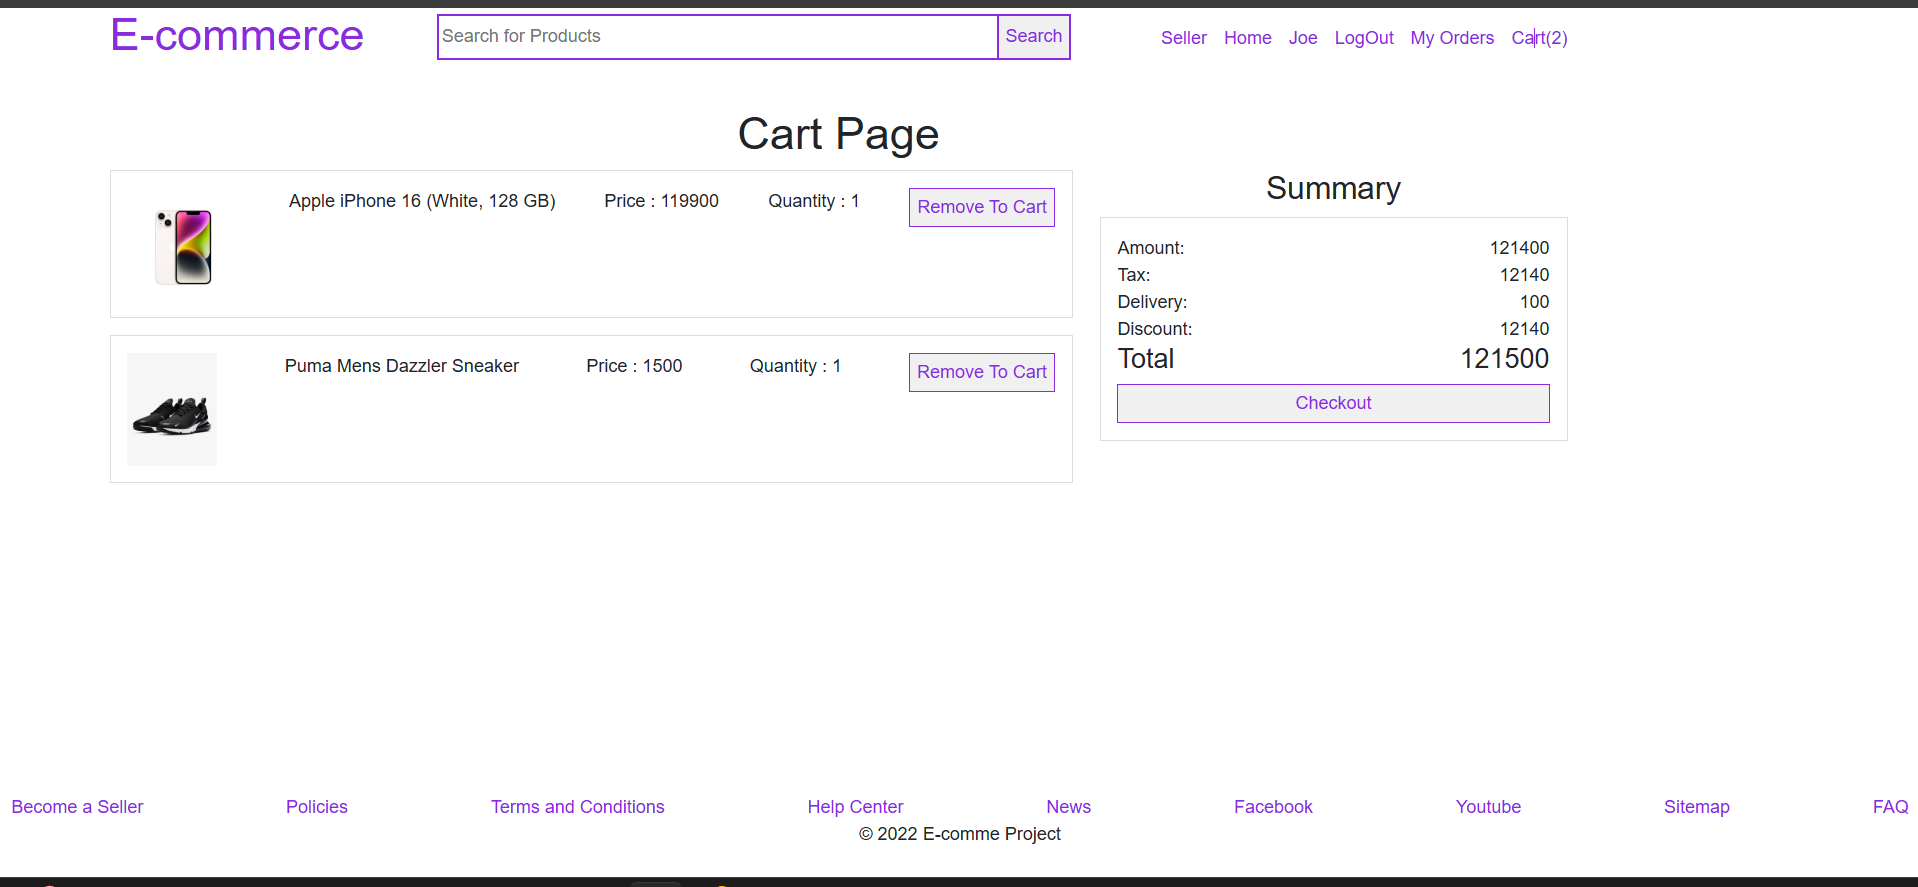 E-commerce
Search for Products Search
Seller Home Joe LogOut My Orders Cart(2)
Cart Page
Apple iPhone 16 (White, 128 GB) Price : 119900 Quantity : 1 Remove To Cart
Puma Mens Dazzler Sneaker Price : 1500 Quantity : 1 Remove To Cart
Summary
Amount: 121400
Tax: 12140
Delivery: 100
Discount: 12140
Total 121500
Checkout
Become a Seller Policies Terms and Conditions Help Center News Facebook Youtube Sitemap FAQ
© 2022 E-comme Project